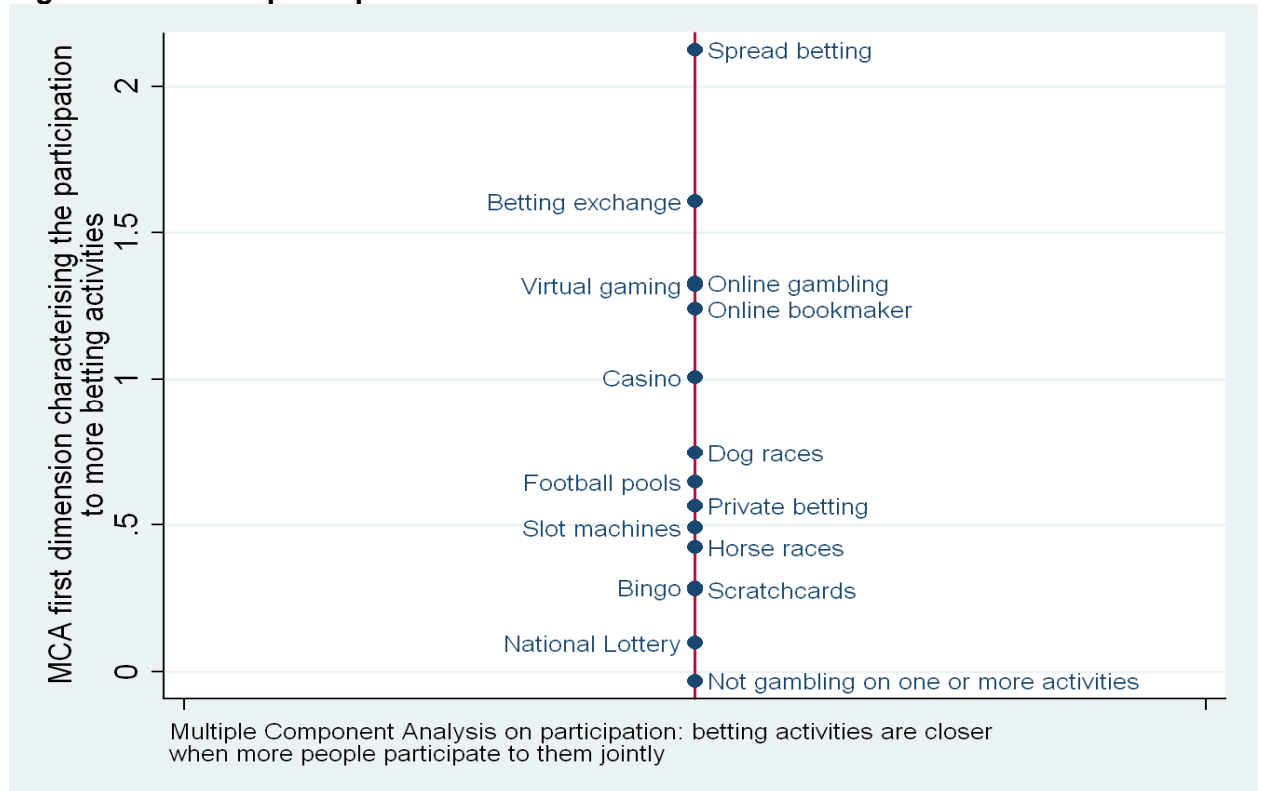 MCA first dimension characterising the participation
to more betting activities
2
1.5
1
.5
0
Spread betting
Betting exchange
Virtual gaming
Online gambling
Online bookmaker
Casino
Dog races
Football pools
Private betting
Slot machines
Horse races
Bingo
Scratchcards
National Lottery
Not gambling on one or more activities
Multiple Component Analysis on participation: betting activities are closer
when more people participate to them jointly